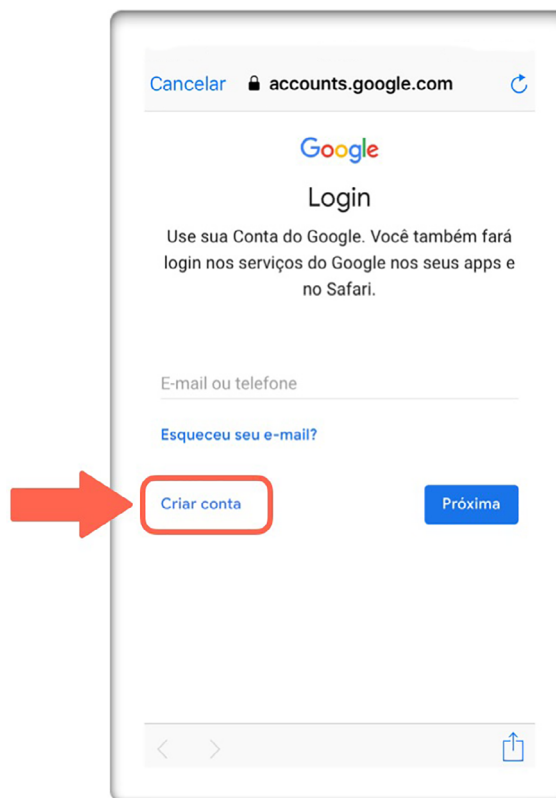 Cancelar accounts.google.com
Google
Login
Use sua Conta do Google. Você também fará
login nos serviços do Google nos seus apps e
no Safari.
E-mail ou telefone
Esqueceu seu e-mail?
Criar conta Próxima